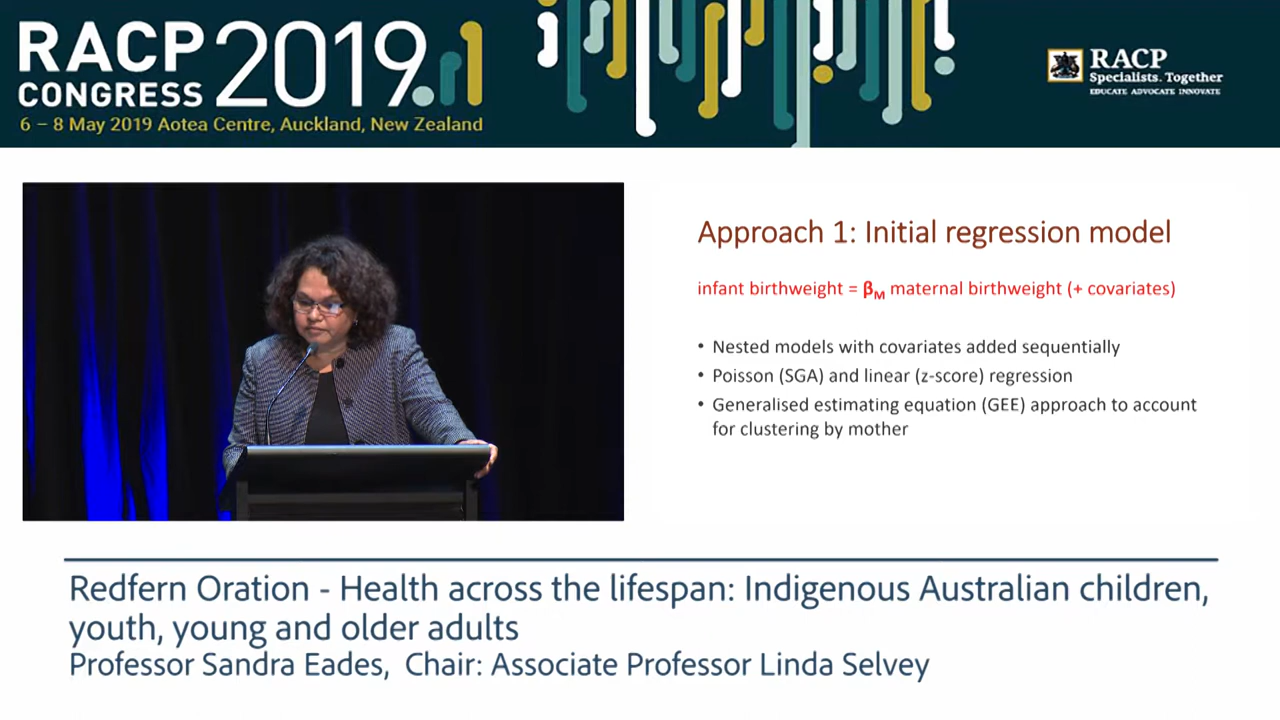 RACP
CONGRESS 2019
6 – 8 May 2019 Aotea Centre, Auckland, New Zealand
RACP
Specialists. Together
EDUCATE ADVOCATE INNOVATE
Approach 1: Initial regression model
infant birthweight = βM maternal birthweight (+ covariates)
• Nested models with covariates added sequentially
• Poisson (SGA) and linear (z-score) regression
• Generalised estimating equation (GEE) approach to account
for clustering by mother
Redfern Oration - Health across the lifespan: Indigenous Australian children,
youth, young and older adults
Professor Sandra Eades, Chair: Associate Professor Linda Selvey